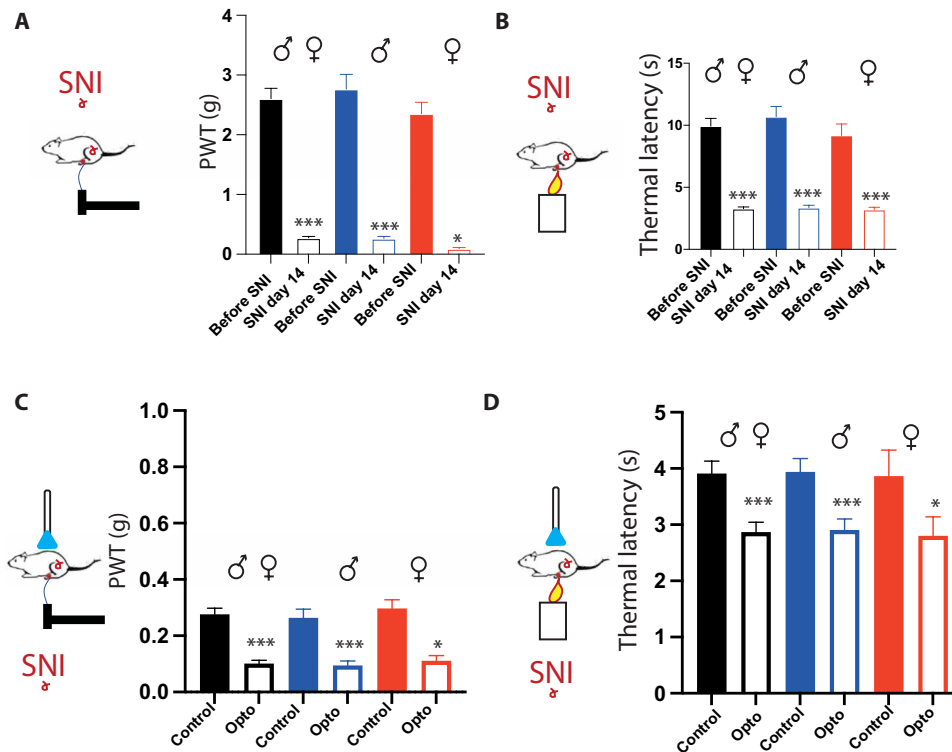 A
SNI
PWT (g)
4
3
2
1
0
♂ ♀ ♂ ♀
*** *** *
Before SNI
SNI day 14
Before SNI
SNI day 14
Before SNI
SNI day 14
B
SNI
Thermal latency (s)
15
10
5
0
♂ ♀ ♂ ♀
*** *** ***
Before SNI
SNI day 14
Before SNI
SNI day 14
Before SNI
SNI day 14
C
SNI
PWT (g)
1.0
0.8
0.6
0.4
0.2
0.0
♂ ♀ ♂ ♀
*** *** *
Control
Opto
Control
Opto
Control
Opto
D
SNI
Thermal latency (s)
5
4
3
2
1
0
♂ ♀ ♂ ♀
*** *** *
Control
Opto
Control
Opto
Control
Opto